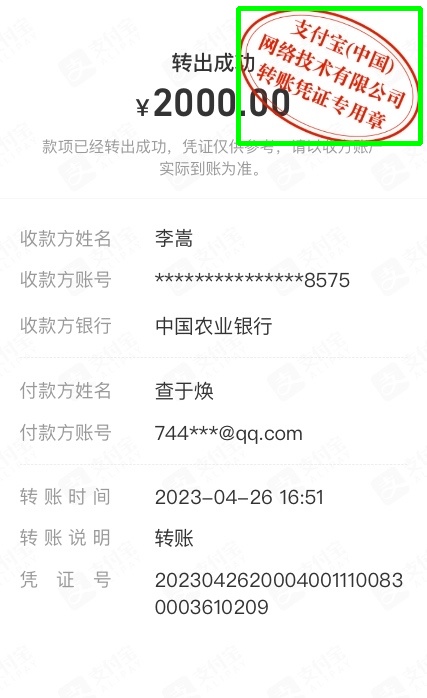 支付宝(中国)
网络技术有限公司
转账凭证专用章
转出成功
¥2000.00
款项已经转出成功，凭证仅供参考，请以收方账户
实际到账为准。
收款方姓名 李嵩
收款方账号 ***************8575
收款方银行 中国农业银行
付款方姓名 查于焕
付款方账号 744***@qq.com
转账时间 2023-04-26 16:51
转账说明 转账
凭证号 2023042620004001110083
0003610209